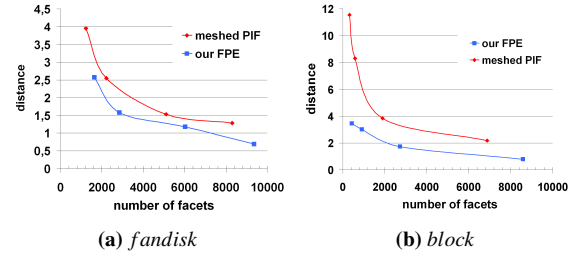 4,5
4
3,5
3
2,5
2
1,5
1
0,5
distance
0 2000 4000 6000 8000 10000
number of facets
meshed PIF
our FPE
(a) fandisk
12
10
8
6
4
2
0
distance
0 2000 4000 6000 8000 10000
number of facets
our FPE
meshed PIF
(b) block